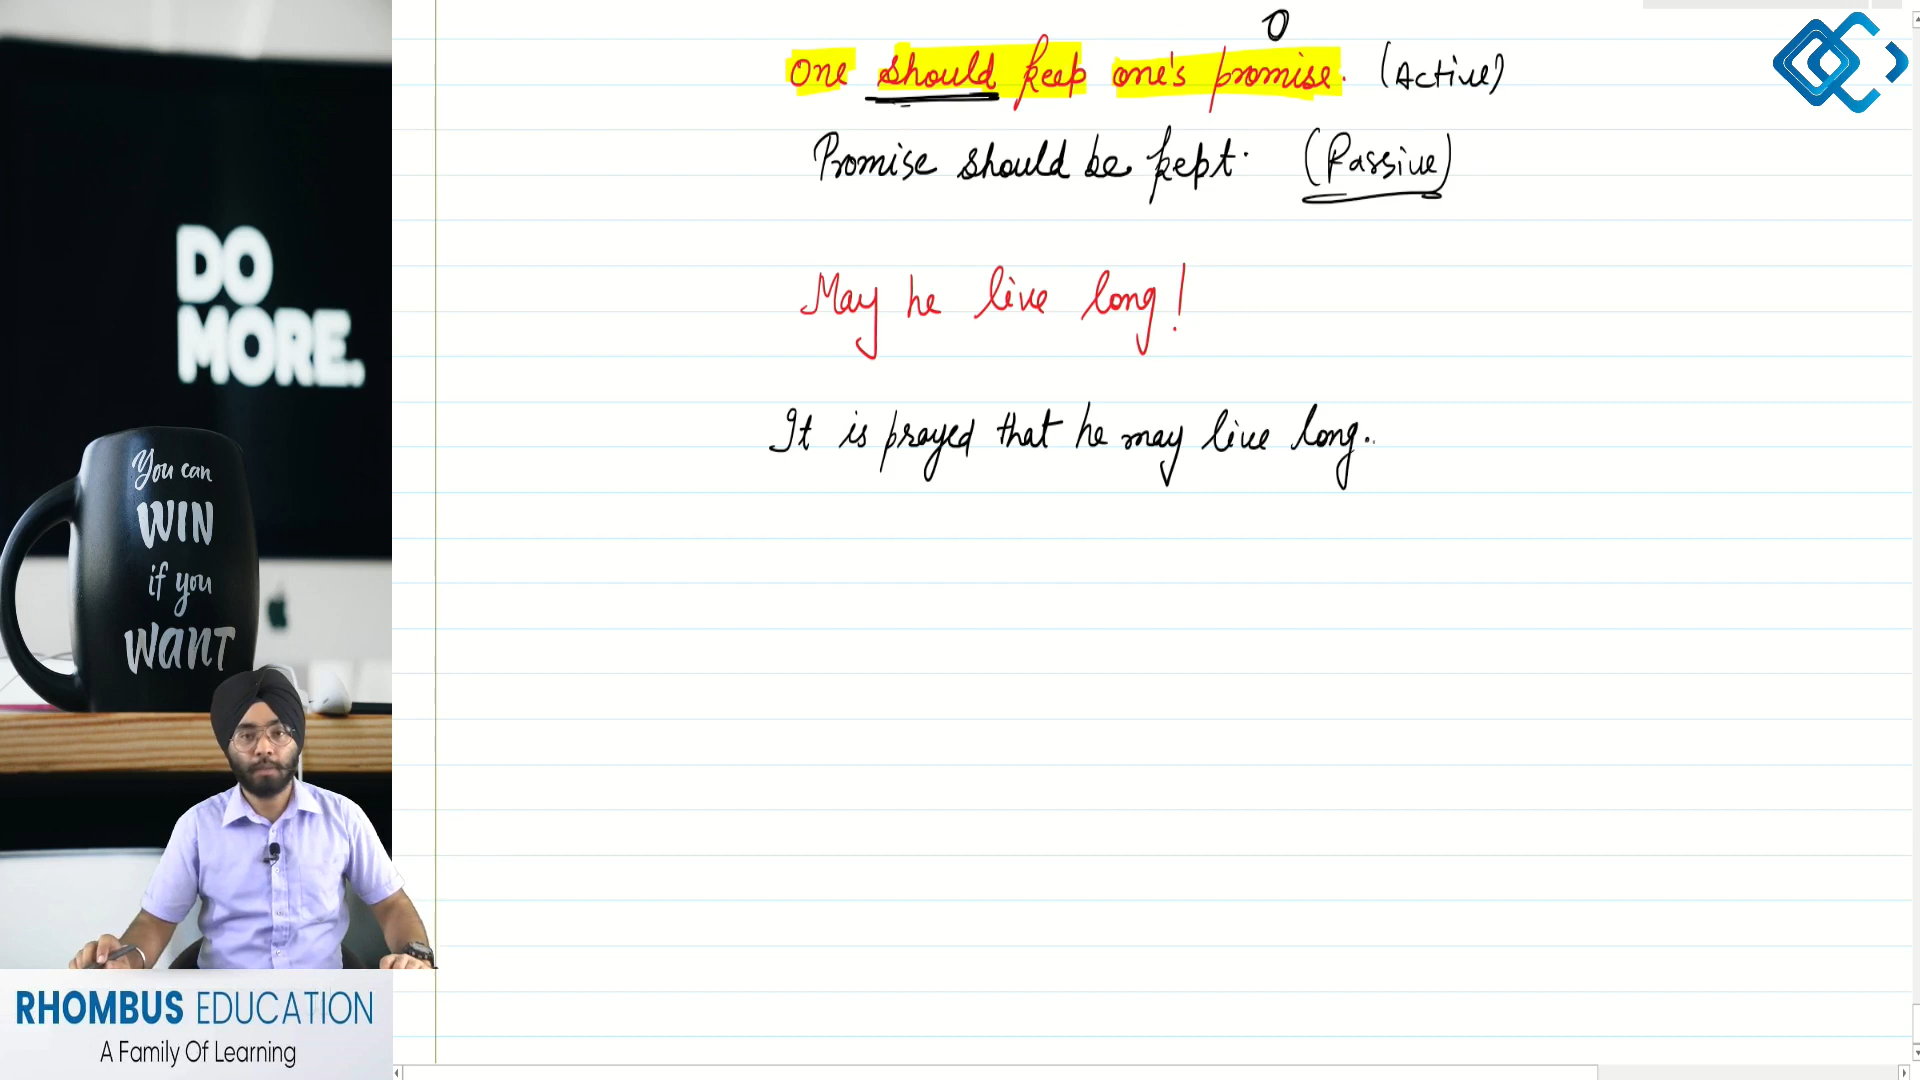 O
One should keep one's promise. (Active)
Promise should be kept. (Passive)
May he live long!
It is prayed that he may live long.
DO
MORE.
You can
WIN
if you
WANT
RHOMBUS EDUCATION
A Family Of Learning